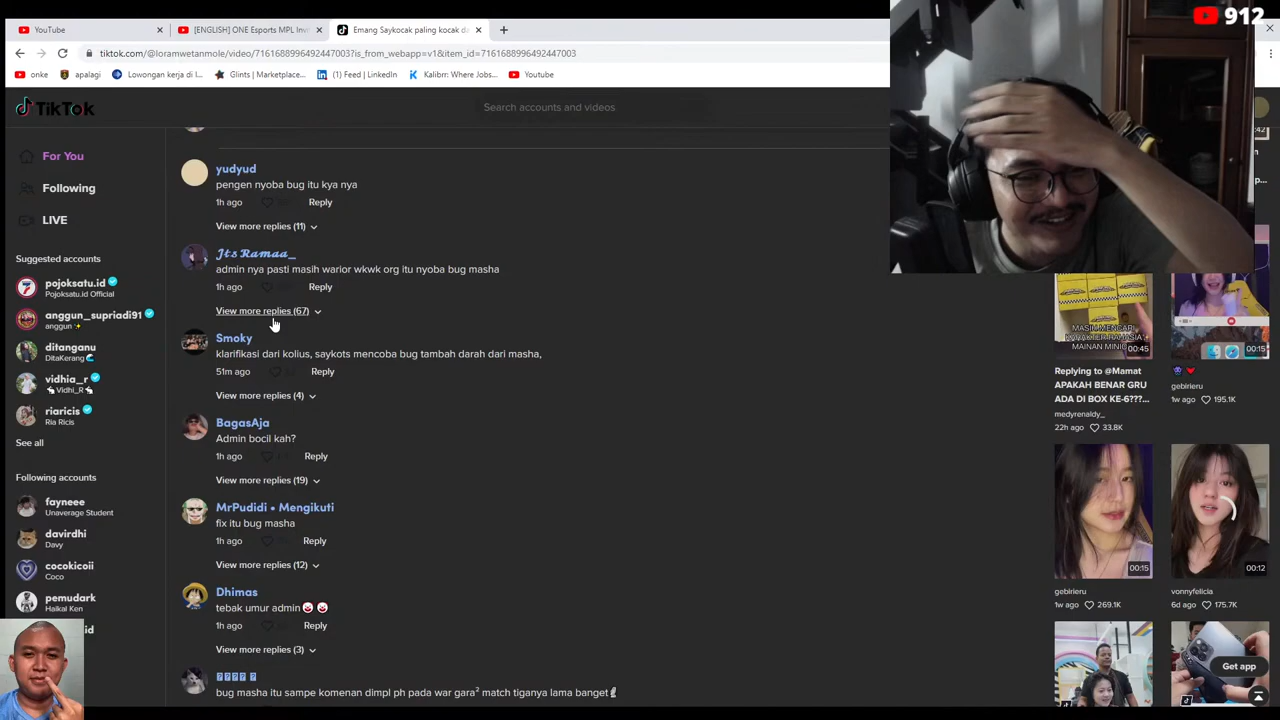 912
YouTube
[ENGLISH] ONE Esports MPL Invi
Emang Saykocak paling kocak da
tiktok.com/@loramwetanmole/video/7161688996492447003?is_from_webapp=v1&item_id=7161688996492447003
onke
apalagi
Lowongan kerja di I...
Glints | Marketplace...
(1) Feed | LinkedIn
Kalibrr: Where Jobs...
Youtube
TikTok
Search accounts and videos
For You
Following
LIVE
Suggested accounts
pojoksatu.id
Pojoksatu.id Official
anggun_supriadi91
anggun ✨
ditanganu
DitaKerang
vidhia_r
Vidhi_R
riaricis
Ria Ricis
See all
Following accounts
fayneee
Unaverage Student
davirdhi
Davy
cocokicoii
Coco
pemudark
Haikal Ken
yudyud
pengen nyoba bug itu kya nya
1h ago
Reply
View more replies (11)
Jts Ramaa_
admin nya pasti masih warior wkwk org itu nyoba bug masha
1h ago
Reply
View more replies (67)
Smoky
klarifikasi dari kolius, saykots mencoba bug tambah darah dari masha,
51m ago
Reply
View more replies (4)
BagasAja
Admin bocil kah?
1h ago
Reply
View more replies (19)
MrPudidi • Mengikuti
fix itu bug masha
1h ago
Reply
View more replies (12)
Dhimas
tebak umur admin🤡🤡
1h ago
Reply
View more replies (3)
bug masha itu sampe komenan dimpl ph pada war gara² match tiganya lama banget
MASIH MENCARI
MAINAN MINIO
00:45
00:15
Replying to @Mamat
APAKAH BENAR GRU
ADA DI BOX KE-6???...
medyrenaldy_
22h ago
33.8K
gebirieru
1w ago
195.1K
00:15
00:12
gebirieru
1w ago
269.1K
vonnyfelicia
6d ago
175.7K
Get app